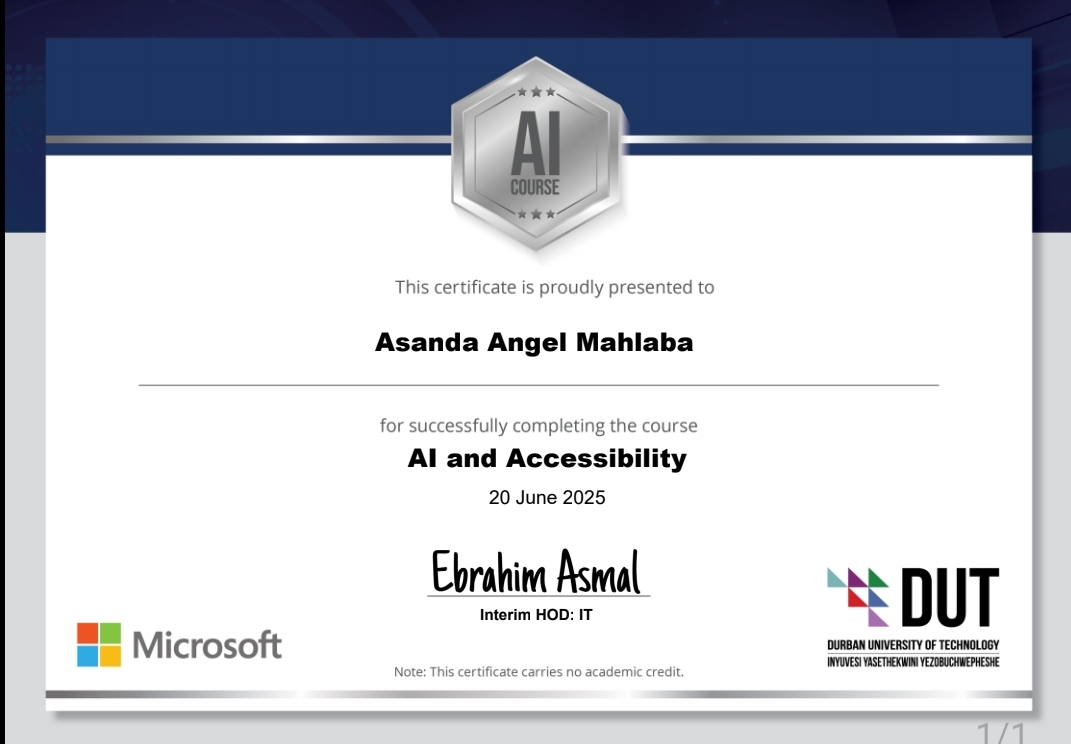 AI
COURSE
This certificate is proudly presented to
Asanda Angel Mahlaba
for successfully completing the course
AI and Accessibility
20 June 2025
Ebrahim Asmal
Interim HOD: IT
Microsoft
DUT
DURBAN UNIVERSITY OF TECHNOLOGY
INYUVESI YASETHEKWINI YEZOBUCHWEPHESHE
Note: This certificate carries no academic credit.
1/1